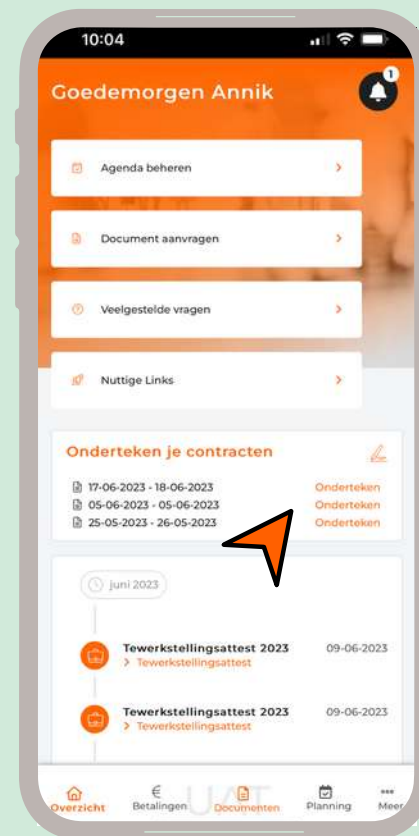 10:04
Goedemorgen Annik
1
Agenda beheren
Document aanvragen
Veelgestelde vragen
Nuttige Links
Onderteken je contracten
17-06-2023 - 18-06-2023 Onderteken
05-06-2023 - 05-06-2023 Onderteken
25-05-2023 - 26-05-2023 Onderteken
juni 2023
Tewerkstellingsattest 2023 09-06-2023
> Tewerkstellingsattest
Tewerkstellingsattest 2023 09-06-2023
> Tewerkstellingsattest
UAT
Overzicht Betalingen Documenten Planning Meer